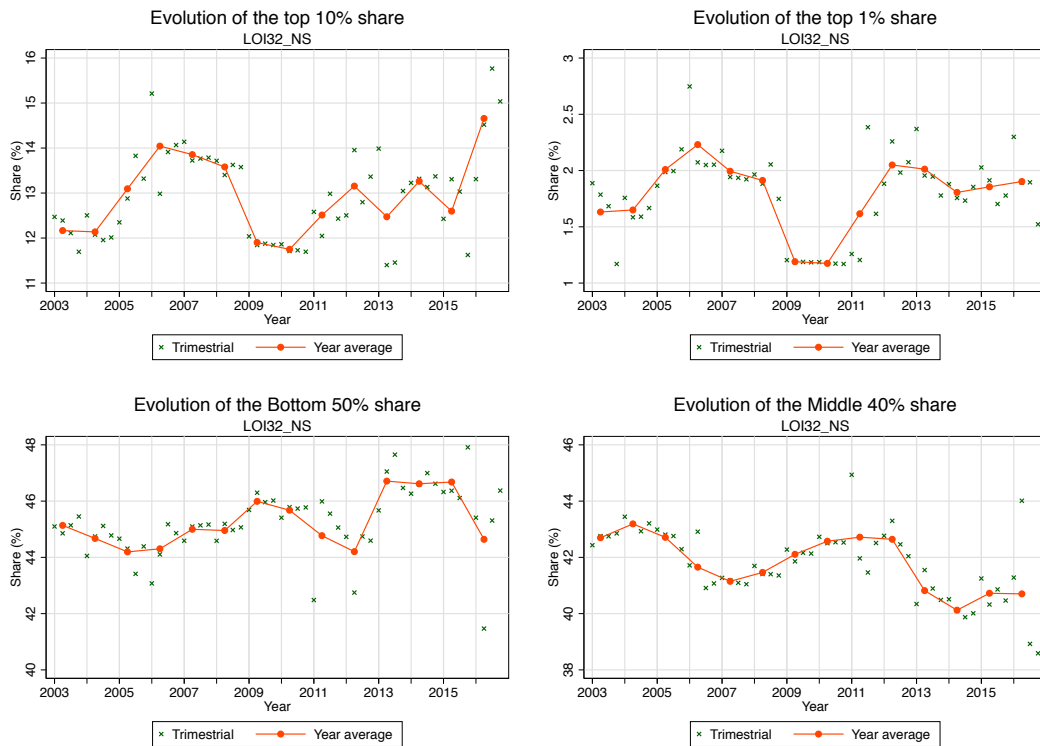 Evolution of the top 10% share
LOI32_NS
Share (%)
16
15
14
13
12
11
2003 2005 2007 2009 2011 2013 2015
Year
Trimestrial Year average
Evolution of the top 1% share
LOI32_NS
Share (%)
3
2.5
2
1.5
1
2003 2005 2007 2009 2011 2013 2015
Year
Trimestrial Year average
Evolution of the Bottom 50% share
LOI32_NS
Share (%)
48
46
44
42
40
2003 2005 2007 2009 2011 2013 2015
Year
Trimestrial Year average
Evolution of the Middle 40% share
LOI32_NS
Share (%)
46
44
42
40
38
2003 2005 2007 2009 2011 2013 2015
Year
Trimestrial Year average